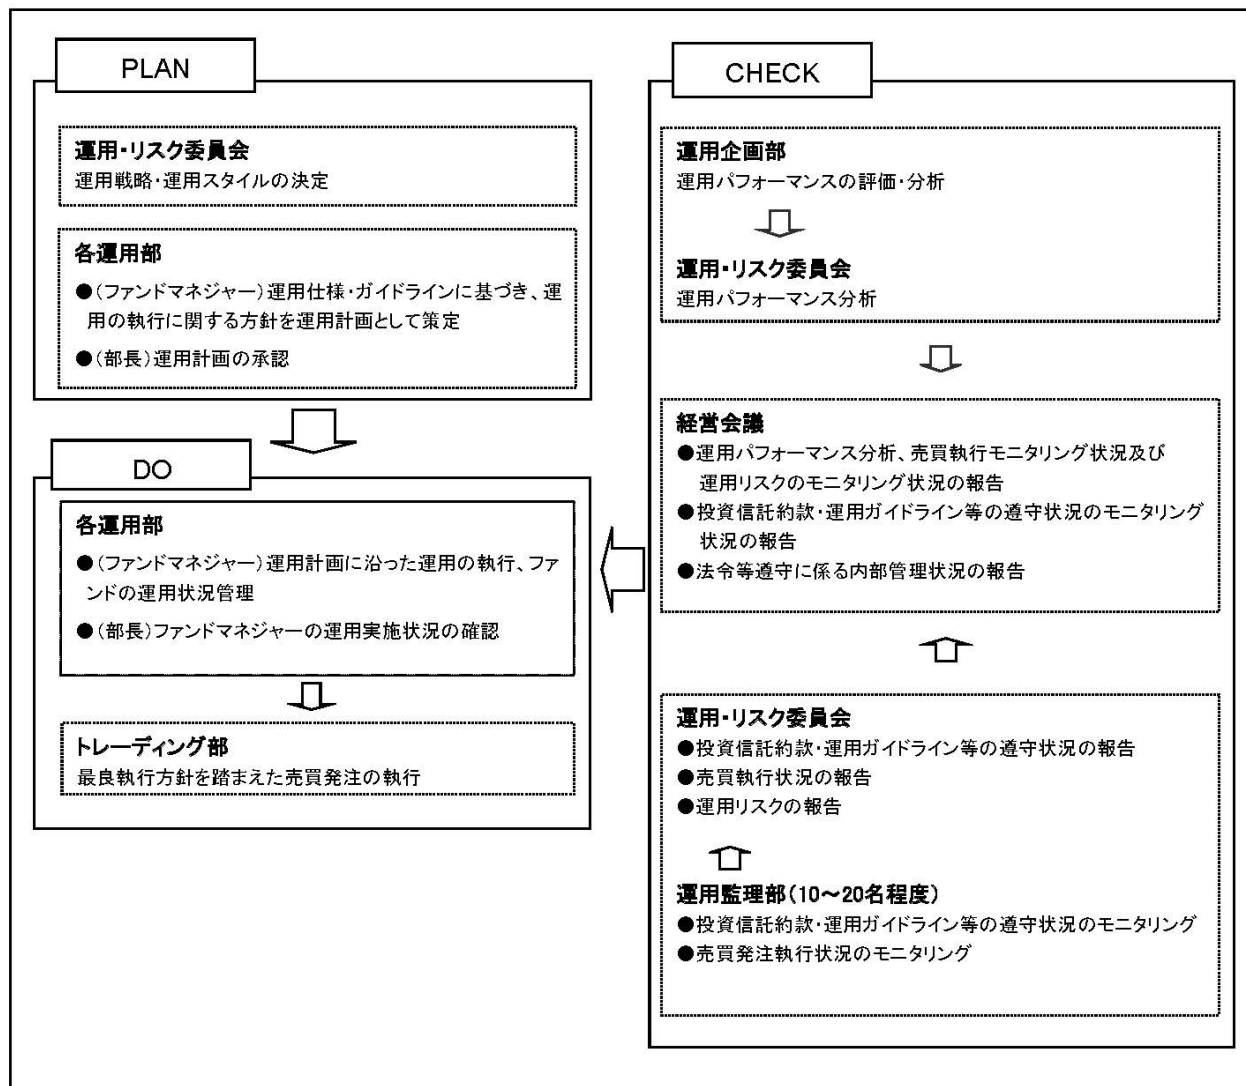 PLAN
運用・リスク委員会
運用戦略・運用スタイルの決定
各運用部
●(ファンドマネジャー)運用仕様・ガイドラインに基づき、運
用の執行に関する方針を運用計画として策定
●(部長)運用計画の承認
DO
各運用部
●(ファンドマネジャー)運用計画に沿った運用の執行、ファ
ンドの運用状況管理
●(部長)ファンドマネジャーの運用実施状況の確認
トレーディング部
最良執行方針を踏まえた売買発注の執行
CHECK
運用企画部
運用パフォーマンスの評価・分析
運用・リスク委員会
運用パフォーマンス分析
経営会議
●運用パフォーマンス分析、売買執行モニタリング状況及び
運用リスクのモニタリング状況の報告
●投資信託約款・運用ガイドライン等の遵守状況のモニタリング
状況の報告
●法令等遵守に係る内部管理状況の報告
運用・リスク委員会
●投資信託約款・運用ガイドライン等の遵守状況の報告
●売買執行状況の報告
●運用リスクの報告
運用監理部(10～20名程度)
●投資信託約款・運用ガイドライン等の遵守状況のモニタリング
●売買発注執行状況のモニタリング